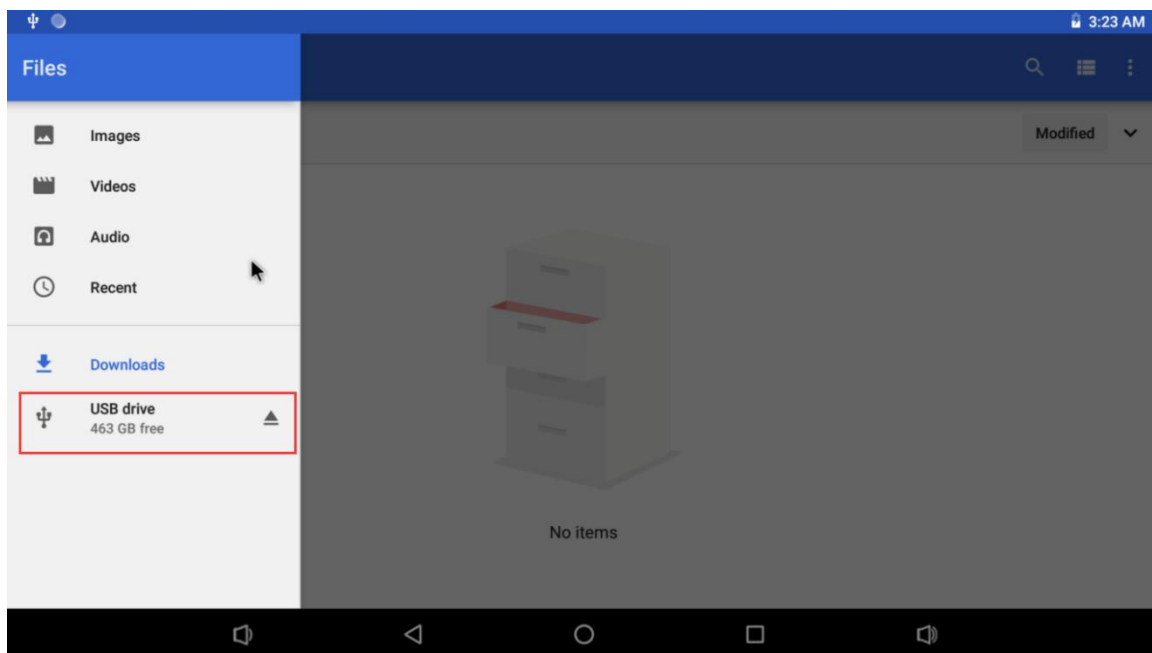 3:23 AM
Files
Images
Modified
Videos
Audio
Recent
Downloads
USB drive
463 GB free
No items